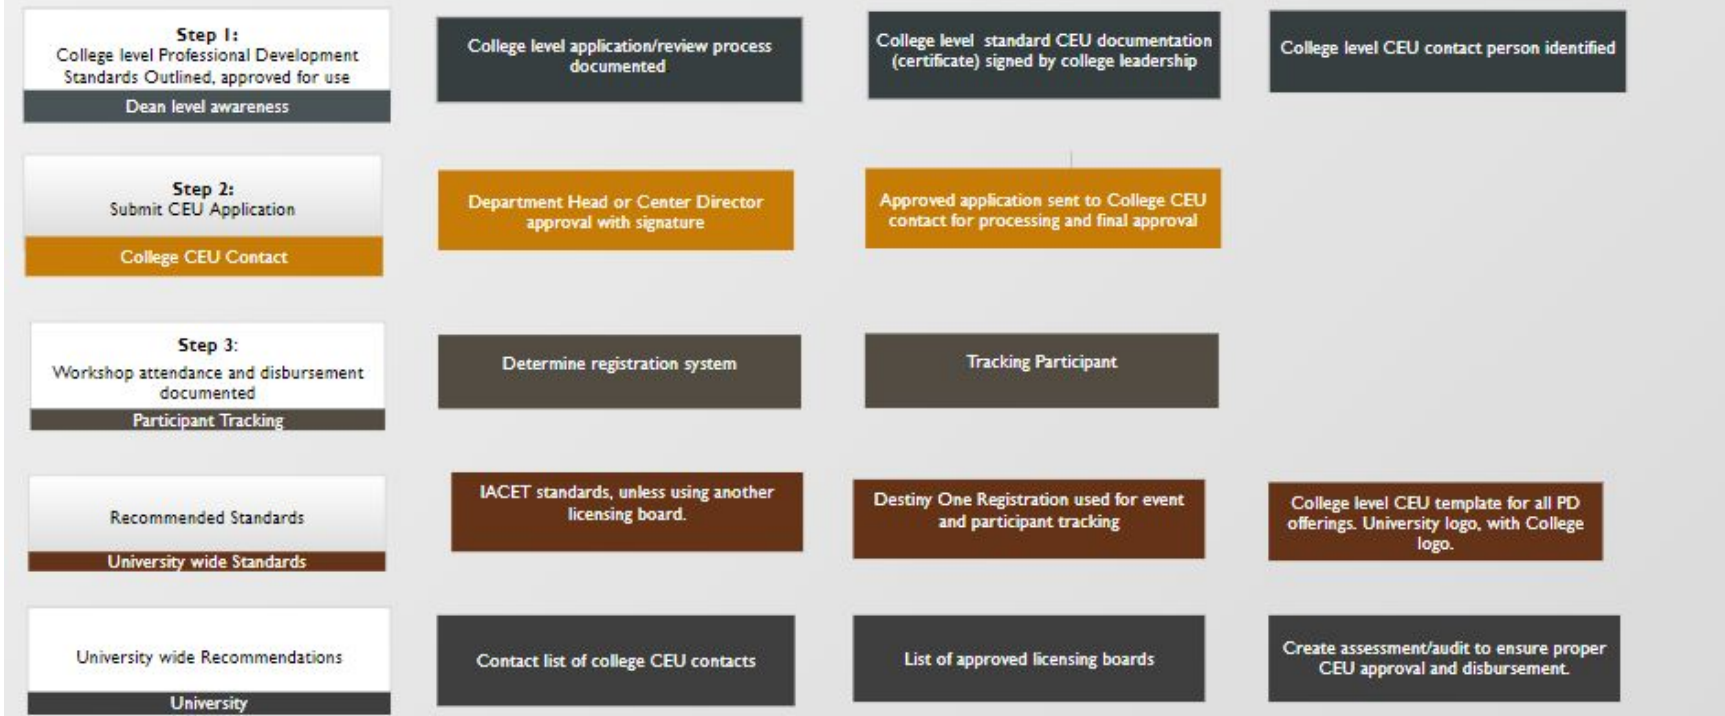 Step 1:
College level Professional Development
Standards Outlined, approved for use
Dean level awareness
College level application/review process
documented
College level standard CEU documentation
(certificate) signed by college leadership
College level CEU contact person identified
Step 2:
Submit CEU Application
College CEU Contact
Department Head or Center Director
approval with signature
Approved application sent to College CEU
contact for processing and final approval
Step 3:
Workshop attendance and disbursement
documented
Participant Tracking
Determine registration system
Tracking Participant
Recommended Standards
University wide Standards
IACET standards, unless using another
licensing board.
Destiny One Registration used for event
and participant tracking
College level CEU template for all PD
offerings. University logo, with College
logo.
University wide Recommendations
University
Contact list of college CEU contacts
List of approved licensing boards
Create assessment/audit to ensure proper
CEU approval and disbursement.